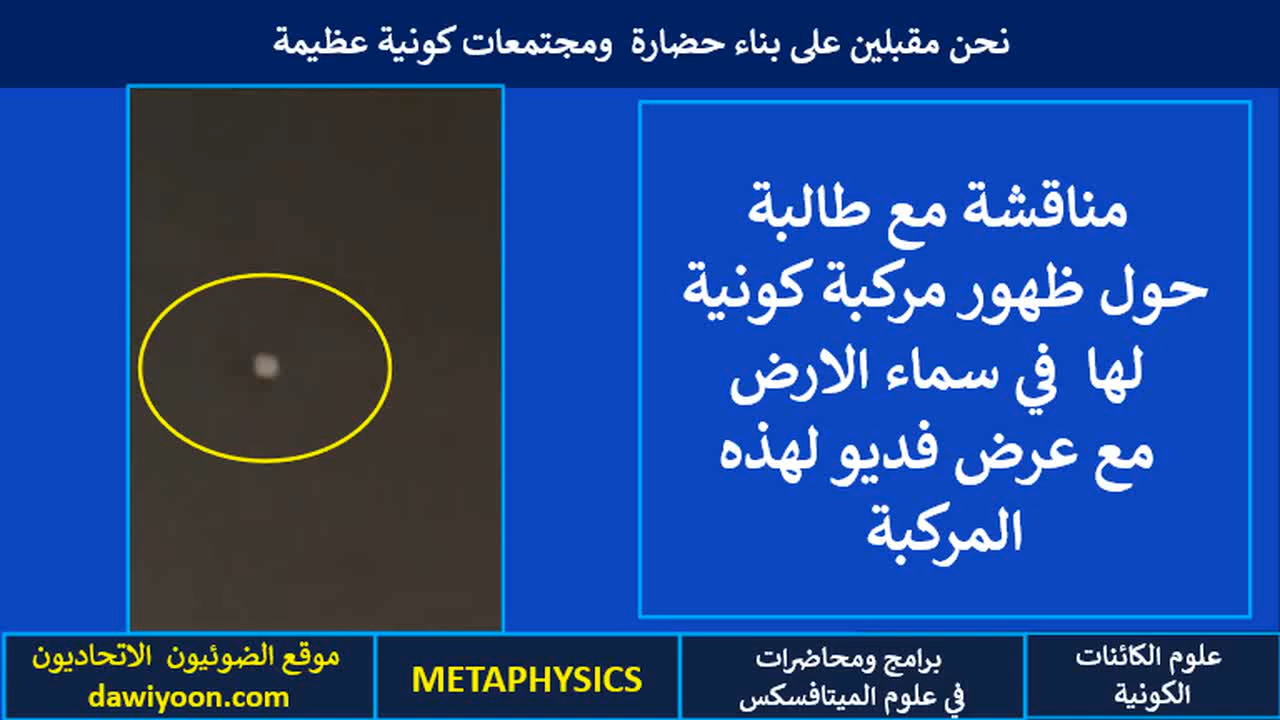 نحن مقبلين على بناء حضارة ومجتمعات كونية عظيمة
مناقشة مع طالبة
حول ظهور مركبة كونية
لها في سماء الارض
مع عرض فديو لهذه
المركبة
علوم الكائنات
الكونية
برامج ومحاضرات
في علوم الميتافسكس
METAPHYSICS
موقع الضوئيون الاتحاديون
dawiyoon.com